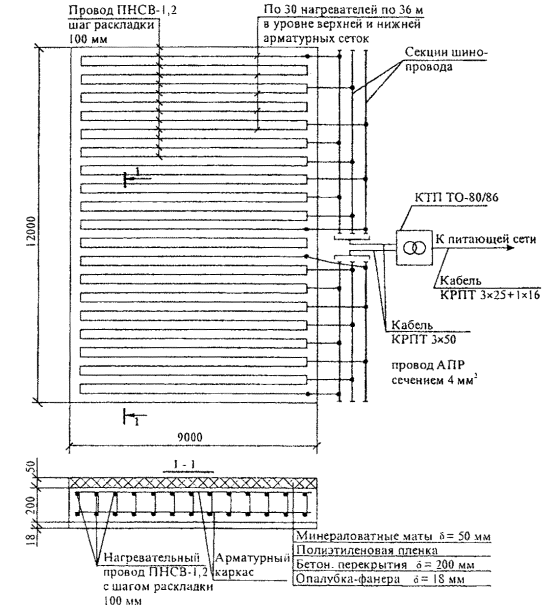 Провод ПНСВ-1,2
шаг раскладки
100 мм
По 30 нагревателей по 36 м
в уровне верхней и нижней
арматурных сеток
Секции шино-
провода
1
12000
КТП ТО-80/86
К питающей сети
Кабель
КРПТ 3×25+1×16
Кабель
КРПТ 3×50
провод АПР
сечением 4 мм²
1
9000
1 - 1
50
200
18
Минераловатные маты δ= 50 мм
Полиэтиленовая пленка
Бетон. перекрытия δ = 200 мм
Опалубка-фанера δ = 18 мм
Нагревательный
провод ПНСВ-1,2
с шагом раскладки
100 мм
Арматурный
каркас